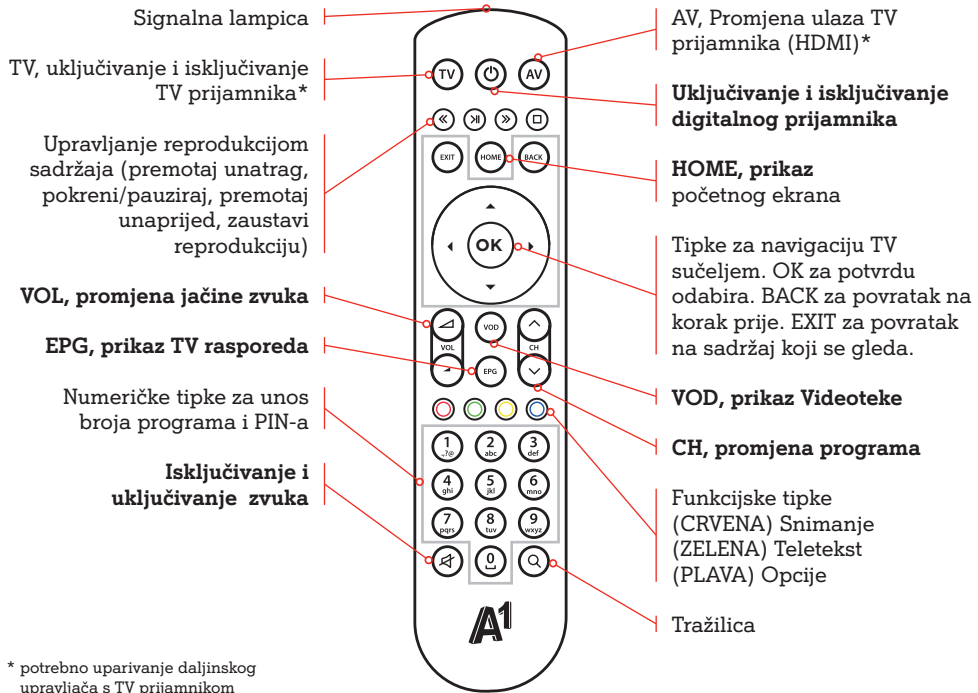 Signalna lampica
TV, uključivanje i isključivanje
TV prijamnika*
Upravljanje reprodukcijom
sadržaja (premotaj unatrag,
pokreni/pauziraj, premotaj
unaprijed, zaustavi
reprodukciju)
VOL, promjena jačine zvuka
EPG, prikaz TV rasporeda
Numeričke tipke za unos
broja programa i PIN-a
Isključivanje i
uključivanje zvuka
* potrebno uparivanje daljinskog
upravljača s TV prijamnikom
TV
AV
EXIT
HOME
BACK
OK
VOL
VOD
CH
EPG
1
.,?@
2
abc
3
def
4
ghi
5
jkl
6
mno
7
pqrs
8
tuv
9
wxyz
0
A1
AV, Promjena ulaza TV
prijamnika (HDMI)*
Uključivanje i isključivanje
digitalnog prijamnika
HOME, prikaz
početnog ekrana
Tipke za navigaciju TV
sučeljem. OK za potvrdu
odabira. BACK za povratak na
korak prije. EXIT za povratak
na sadržaj koji se gleda.
VOD, prikaz Videoteke
CH, promjena programa
Funkcijske tipke
(CRVENA) Snimanje
(ZELENA) Teletekst
(PLAVA) Opcije
Tražilica